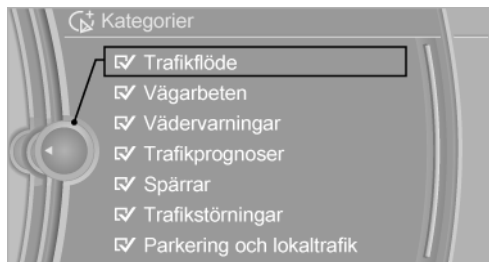 Kategorier
Trafikflöde
Vägarbeten
Vädervarningar
Trafikprognoser
Spärrar
Trafikstörningar
Parkering och lokaltrafik